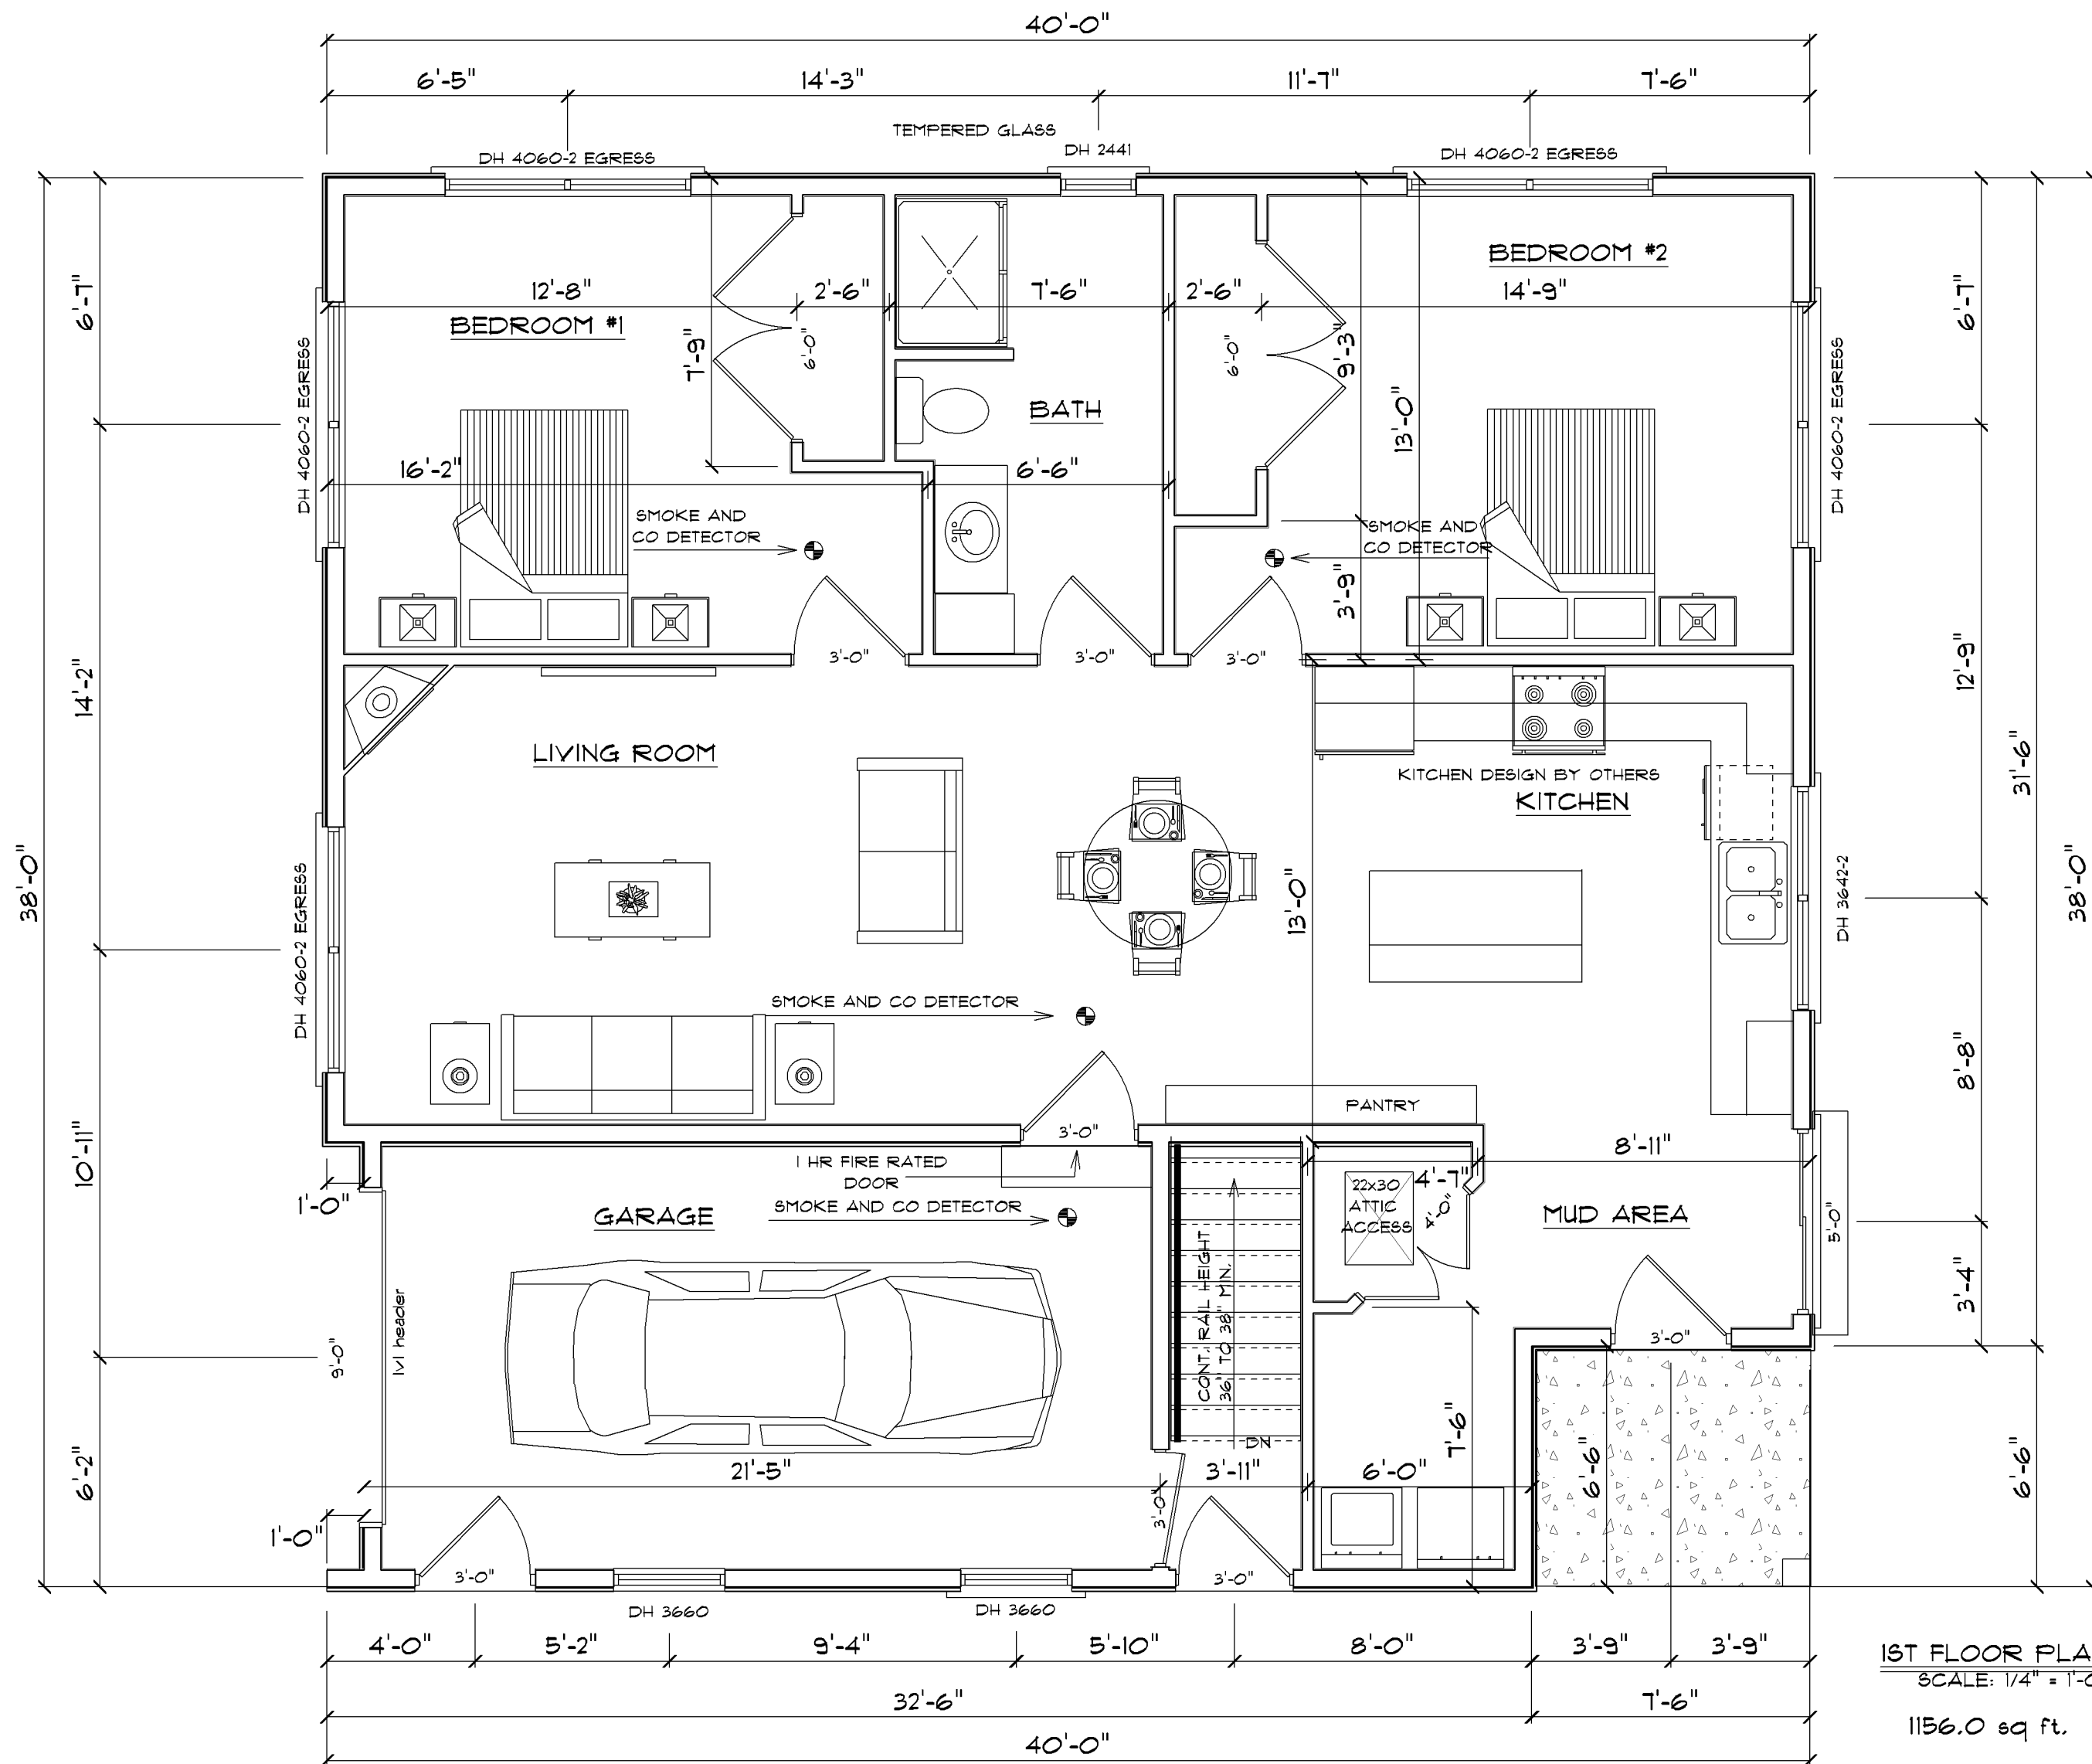 40'-0"
6'-5" 14'-3" 11'-7" 7'-6"
TEMPERED GLASS
DH 4060-2 EGRESS
DH 2441
DH 4060-2 EGRESS
BEDROOM #2
12'-8" 2'-6" 7'-6" 2'-6" 14'-9"
BEDROOM #1
6'-7"
DH 4060-2 EGRESS
7'-9"
6'-0"
6'-0"
9'-3"
13'-0"
DH 4060-2 EGRESS
6'-7"
BATH
16'-2" 6'-6"
SMOKE AND
CO DETECTOR
SMOKE AND
CO DETECTOR
3'-9"
3'-0" 3'-0" 3'-0"
14'-2"
12'-9"
31'-6"
LIVING ROOM
KITCHEN DESIGN BY OTHERS
KITCHEN
38'-0"
DH 4060-2 EGRESS
13'-0"
DH 3642-2
38'-0"
SMOKE AND CO DETECTOR
8'-8"
PANTRY
10'-11"
3'-0"
8'-11"
1 HR FIRE RATED
DOOR
4'-7"
22x30
ATTIC
ACCESS
4'-0"
1'-0"
SMOKE AND CO DETECTOR
GARAGE
MUD AREA
5'-0"
CONT. RAIL HEIGHT
36" TO 38" MIN.
3'-4"
9'-0"
lvl header
3'-0"
DN
7'-6"
6'-6"
6'-2"
21'-5" 3'-11" 6'-0"
3'-0"
6'-6"
1'-0"
3'-0" 3'-0"
DH 3660 DH 3660
4'-0" 5'-2" 9'-4" 5'-10" 8'-0" 3'-9" 3'-9"
1ST FLOOR PLA
SCALE: 1/4" = 1'-0
32'-6" 7'-6"
1156.0 sq ft.
40'-0"